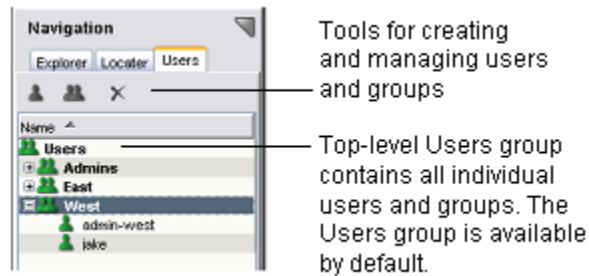 Navigation
Explorer Locater Users
Name
Users
Admins
East
West
admin-west
jake
Tools for creating
and managing users
and groups
Top-level Users group
contains all individual
users and groups. The
Users group is available
by default.